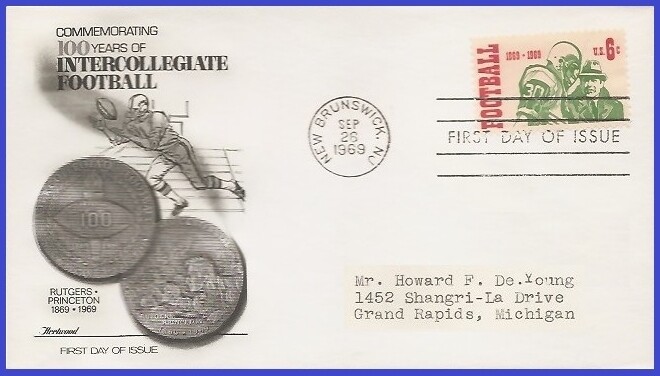 COMMEMORATING
100 YEARS OF
INTERCOLLEGIATE
FOOTBALL
100
RUTGERS •
PRINCETON
1869 • 1969
Fleetwood
FIRST DAY OF ISSUE
NEW BRUNSWICK, NJ
SEP
26
1969
FOOTBALL
1869-1969
U.S. 6c
30
FIRST DAY OF ISSUE
Mr. Howard F. De.Young
1452 Shangri-La Drive
Grand Rapids, Michigan